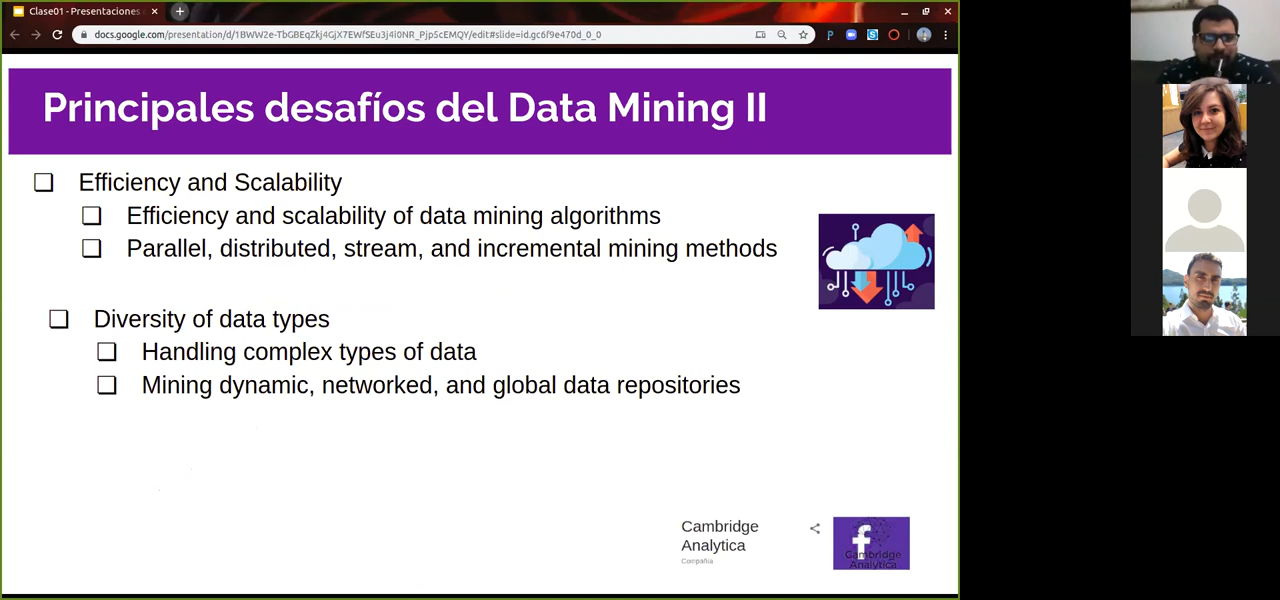 Clase01 - Presentaciones
docs.google.com/presentation/d/1BWW2e-TbGBEqZkj4GjX7EWfSEu3j4i0NR_PjpScEMQY/edit#slide=id.gc6f9e470d_0_0
Principales desafíos del Data Mining II
Efficiency and Scalability
Efficiency and scalability of data mining algorithms
Parallel, distributed, stream, and incremental mining methods
Diversity of data types
Handling complex types of data
Mining dynamic, networked, and global data repositories
Cambridge
Analytica
Compañía
f
Cambridge
Analytica